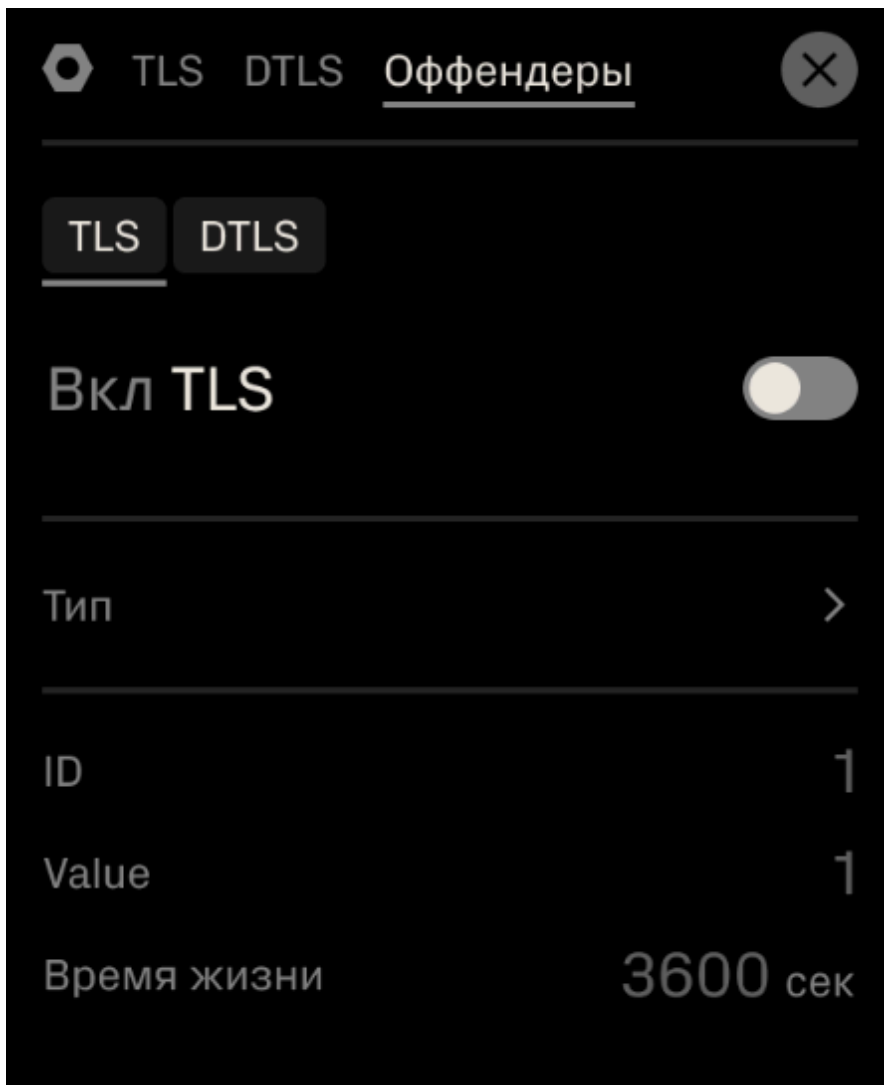 TLS DTLS Оффендеры
TLS DTLS
Вкл TLS
Тип
ID 1
Value 1
Время жизни 3600 сек